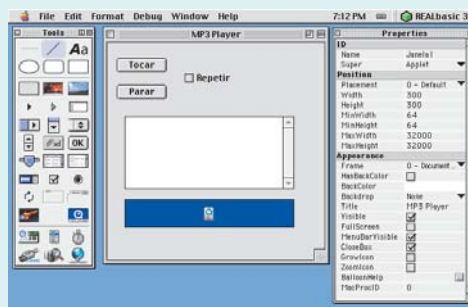 File Edit Format Debug Window Help
7:12 PM
REALbasic 3
Tools
Aa
OK
MP3 Player
Tocar
Repetir
Parar
Properties
ID
Name Janela1
Super Applet
Position
Placement 0 - Default
Width 300
Height 300
MinWidth 64
MinHeight 64
MaxWidth 32000
MaxHeight 32000
Appearance
Frame 0 - Document...
HasBackColor
BackColor
Backdrop None
Title MP3 Player
Visible
FullScreen
MenuBarVisible
CloseBox
GrowIcon
ZoomIcon
BalloonHelp
MacProcID 0